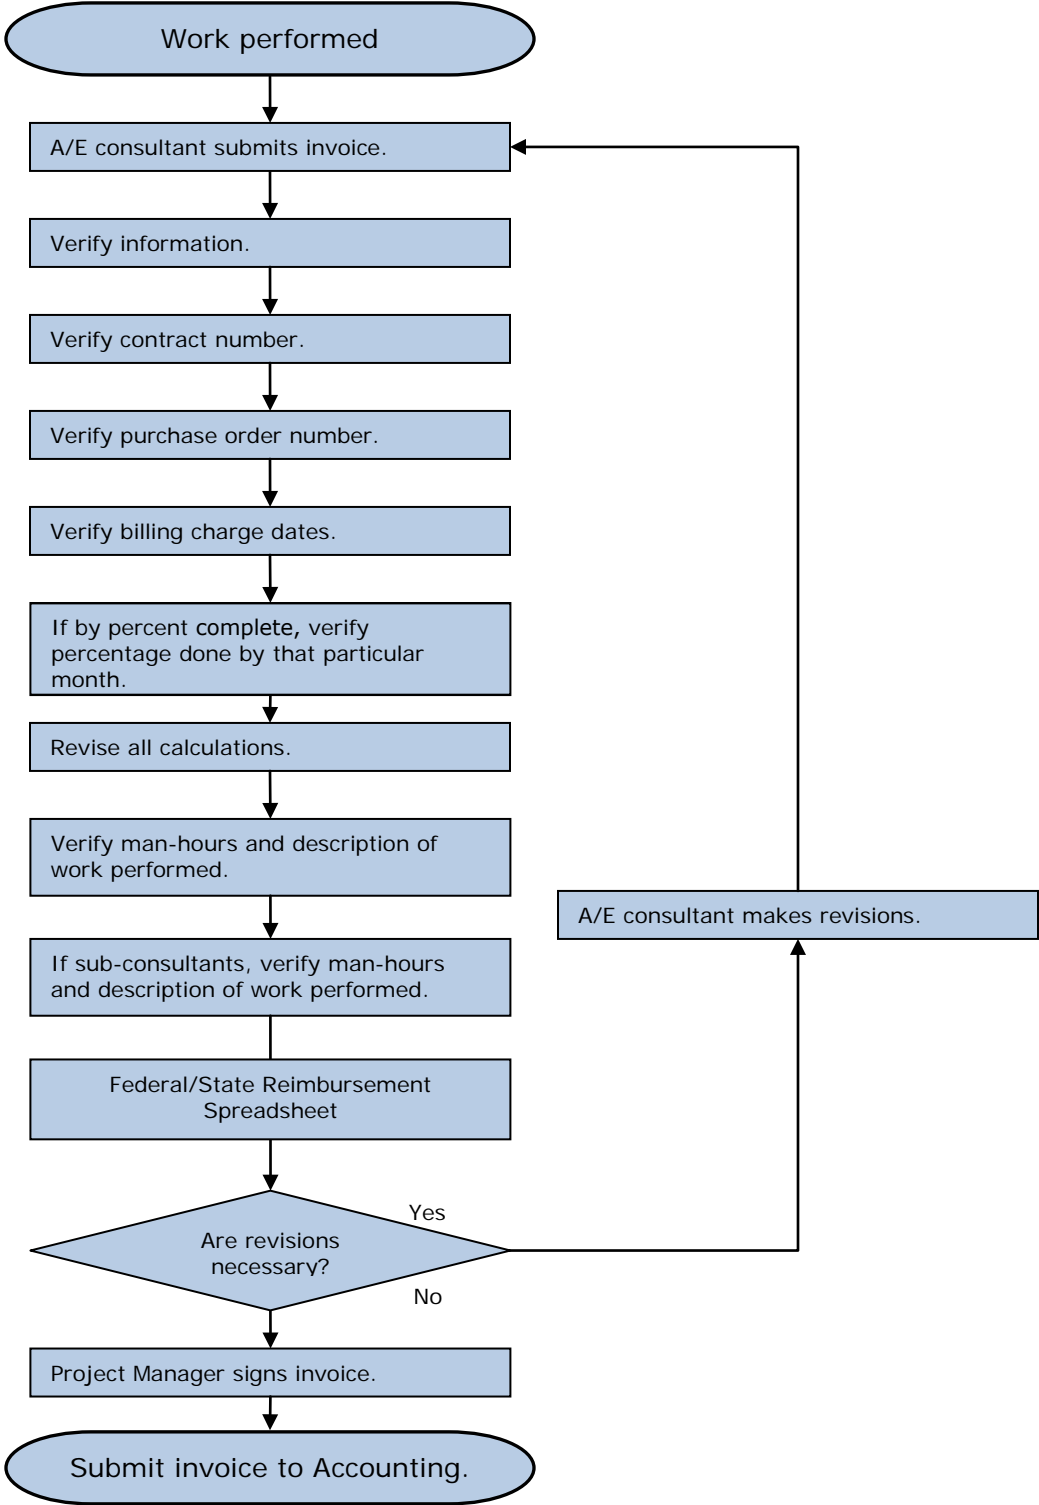 Work performed
A/E consultant submits invoice.
Verify information.
Verify contract number.
Verify purchase order number.
Verify billing charge dates.
If by percent complete, verify
percentage done by that particular
month.
Revise all calculations.
Verify man-hours and description of
work performed.
A/E consultant makes revisions.
If sub-consultants, verify man-hours
and description of work performed.
Federal/State Reimbursement
Spreadsheet
Yes
Are revisions
necessary?
No
Project Manager signs invoice.
Submit invoice to Accounting.